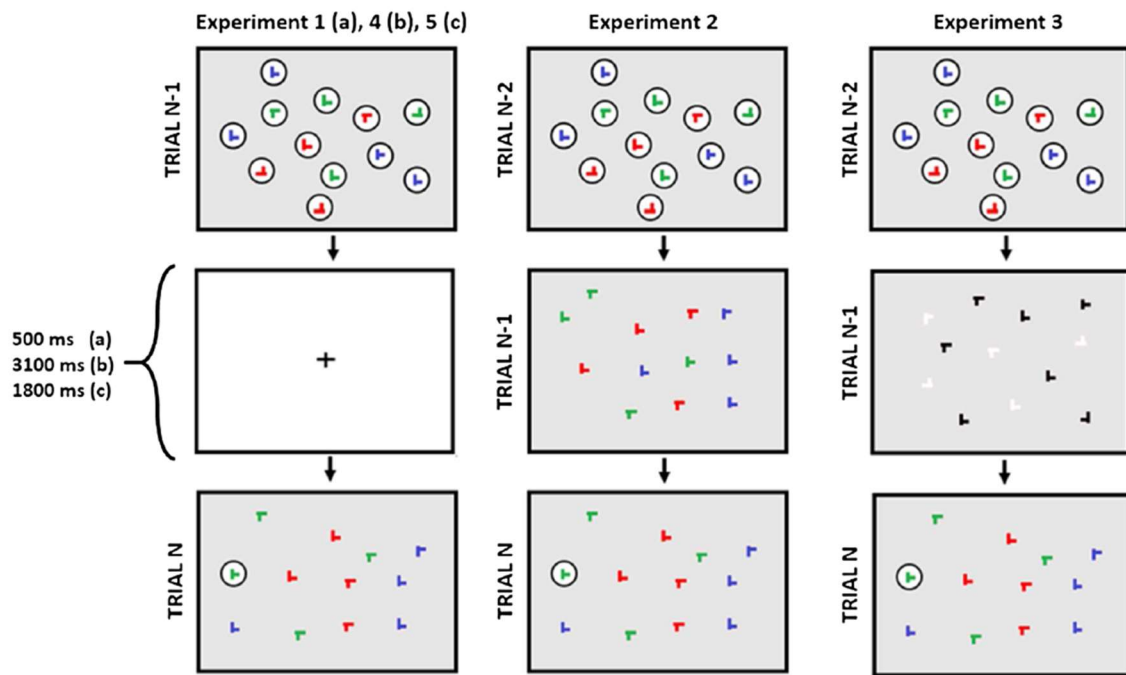 Experiment 1 (a), 4 (b), 5 (c)
Experiment 2
Experiment 3
TRIAL N-1
TRIAL N-2
TRIAL N-2
500 ms (a)
3100 ms (b)
1800 ms (c)
TRIAL N-1
TRIAL N-1
TRIAL N
TRIAL N
TRIAL N